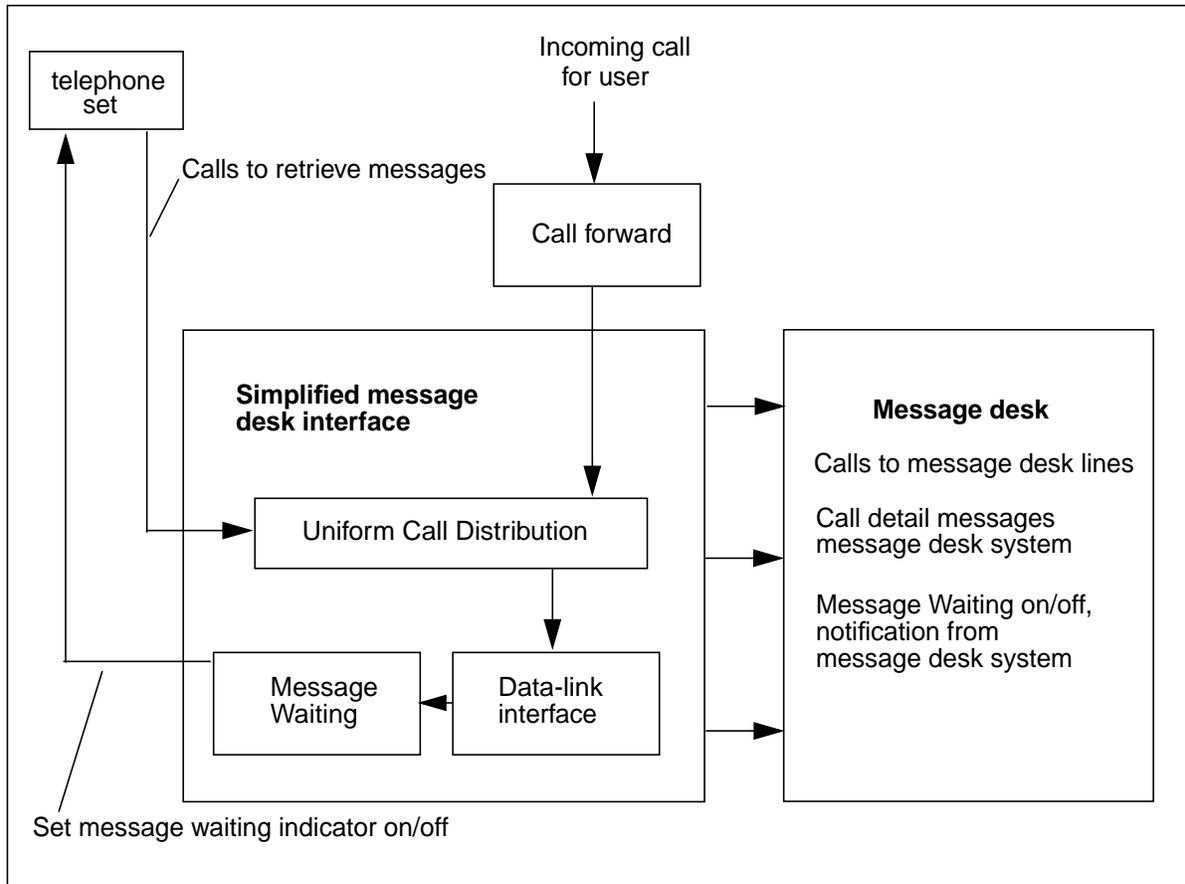 telephone
set
Incoming call
for user
Calls to retrieve messages
Call forward
Simplified message
desk interface
Uniform Call Distribution
Message
Waiting
Data-link
interface
Message desk
Calls to message desk lines
Call detail messages
message desk system
Message Waiting on/off,
notification from
message desk system
Set message waiting indicator on/off